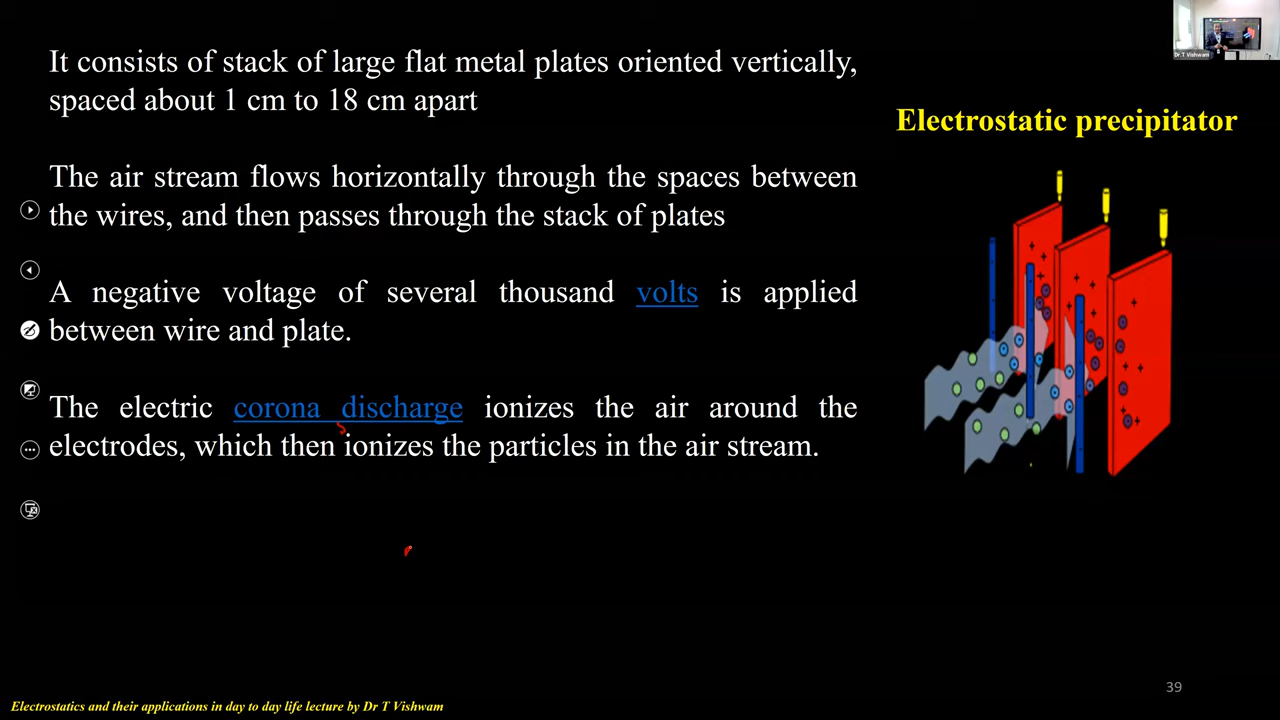 Dr.T Vishwam
It consists of stack of large flat metal plates oriented vertically,
spaced about 1 cm to 18 cm apart
Electrostatic precipitator
The air stream flows horizontally through the spaces between
the wires, and then passes through the stack of plates
A negative voltage of several thousand volts is applied
between wire and plate.
The electric corona discharge ionizes the air around the
electrodes, which then ionizes the particles in the air stream.
39
Electrostatics and their applications in day to day life lecture by Dr T Vishwam